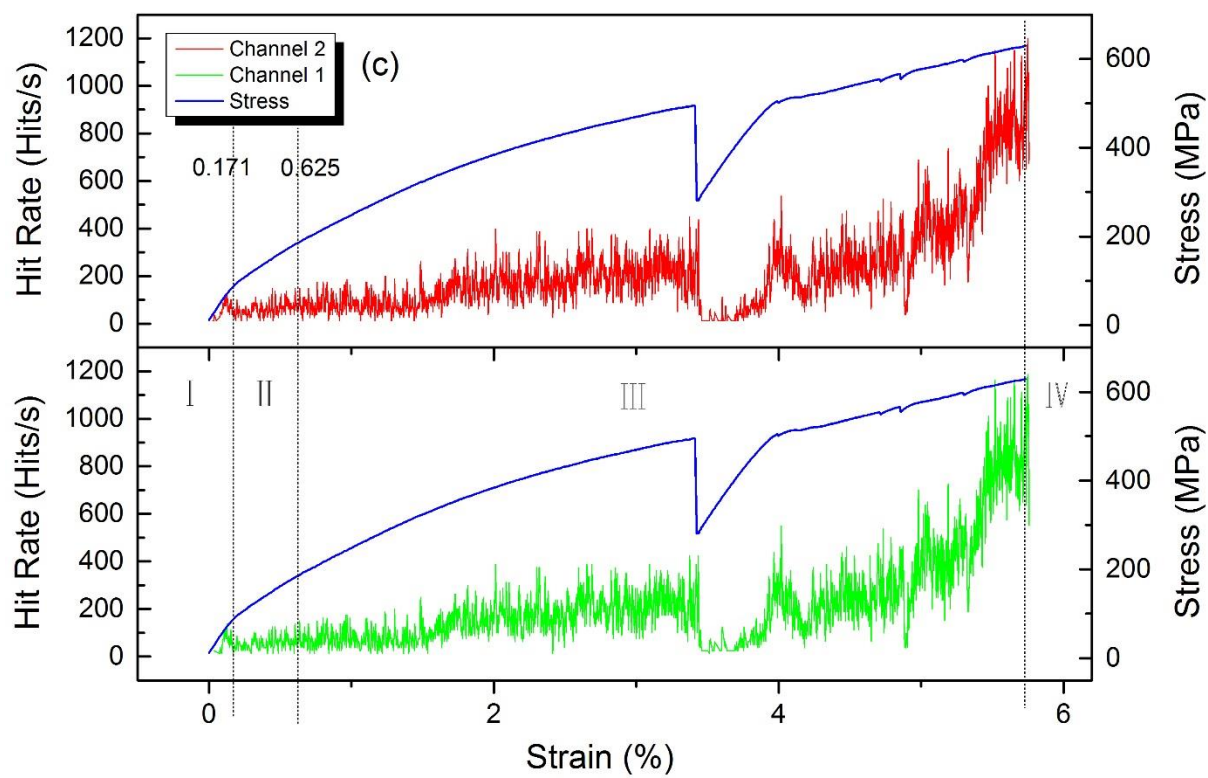 Channel 2
Channel 1
Stress
(c)
0.171
0.625
Hit Rate (Hits/s)
1200
1000
800
600
400
200
0
600
400
200
0
Stress (MPa)
I
II
III
IV
Hit Rate (Hits/s)
1200
1000
800
600
400
200
0
600
400
200
0
Stress (MPa)
0
2
4
6
Strain (%)